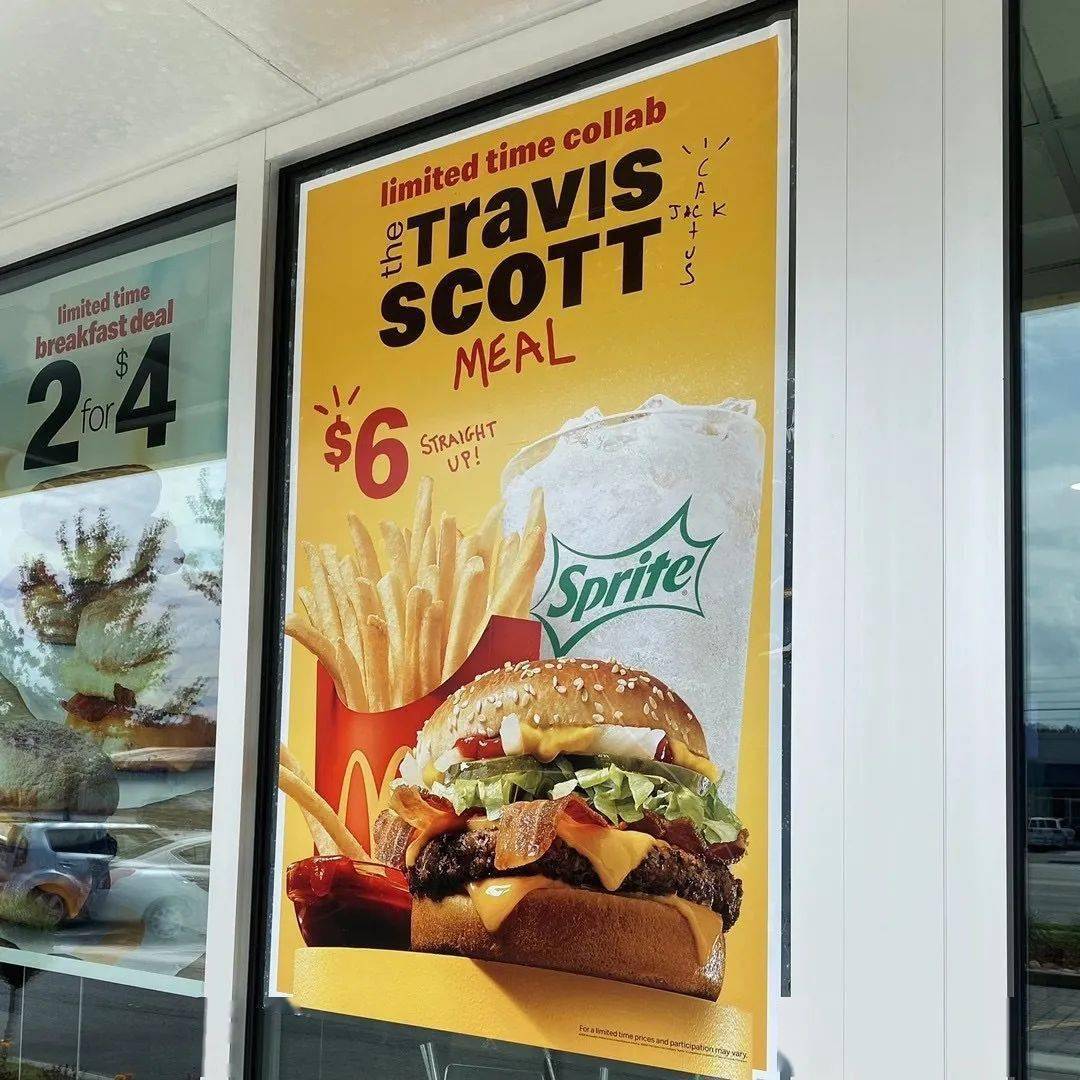 limited time
breakfast deal
2 for $4
limited time collab
the Travis
SCOTT
MEAL
CACTUS
JACK
$6 STRAIGHT
UP!
Sprite
For a limited time prices and participation may vary.